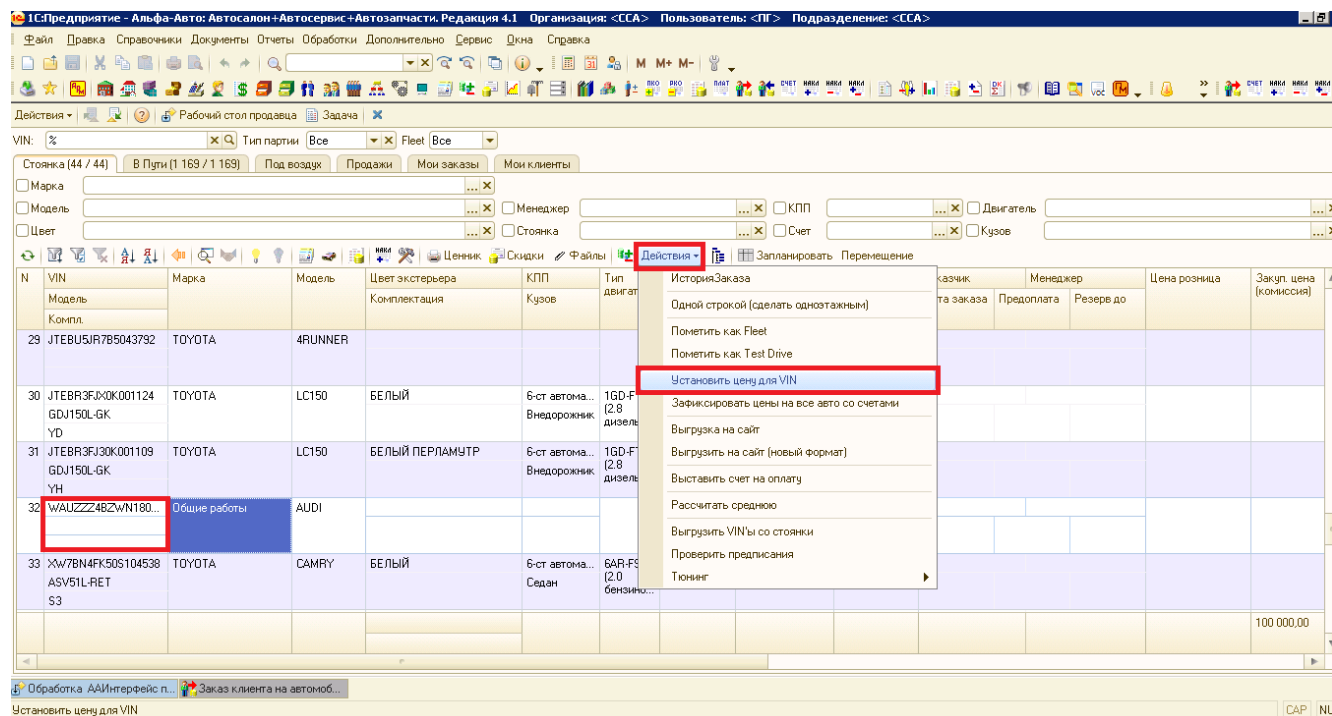 1С:Предприятие - Альфа-Авто: Автосалон+Автосервис+Автозапчасти. Редакция 4.1 Организация: <ССА> Пользователь: <ПГ> Подразделение: <ССА>
Файл Правка Справочники Документы Отчеты Обработки Дополнительно Сервис Окна Справка
M M+ M-
Действия Рабочий стол продавца Задача
VIN: % Тип партии Все Fleet Все
Стоянка (44 / 44) В Пути (1 169 / 1 169) Под воздух Продажи Мои заказы Мои клиенты
Марка
Модель Менеджер КПП Двигатель
Цвет Стоянка Счет Кузов
Ценник Скидки Файлы Действия Запланировать Перемещение
N VIN Марка Модель Цвет экстерьера КПП Тип двигат казчик Менеджер Цена розница Закуп. цена (комиссия)
Модель Комплектация Кузов та заказа Предоплата Резерв до
Компл.
ИсторияЗаказа
Одной строкой (сделать одноэтажным)
Пометить как Fleet
Пометить как Test Drive
Установить цену для VIN
Зафиксировать цены на все авто со счетами
Выгрузка на сайт
Выгрузить на сайт (новый формат)
Выставить счет на оплату
Рассчитать среднюю
Выгрузить VIN'ы со стоянки
Проверить предписания
Тюнинг
29 JTEBU5JR7B5043792 TOYOTA 4RUNNER
30 JTEBR3FJX0K001124 TOYOTA LC150 БЕЛЫЙ 6-ст автома... 1GD-F
GDJ150L-GK Внедорожник (2.8
YD дизель
31 JTEBR3FJ30K001109 TOYOTA LC150 БЕЛЫЙ ПЕРЛАМУТР 6-ст автома... 1GD-F
GDJ150L-GK Внедорожник (2.8
YH дизель
32 WAUZZZ4BZWN180... Общие работы AUDI
33 XW7BN4FK50S104538 TOYOTA CAMRY БЕЛЫЙ 6-ст автома... 6AR-FS
ASV51L-RET Седан (2.0
S3 бензино...
100 000,00
Обработка ААИнтерфейс п... Заказ клиента на автомоб...
Установить цену для VIN CAP NU